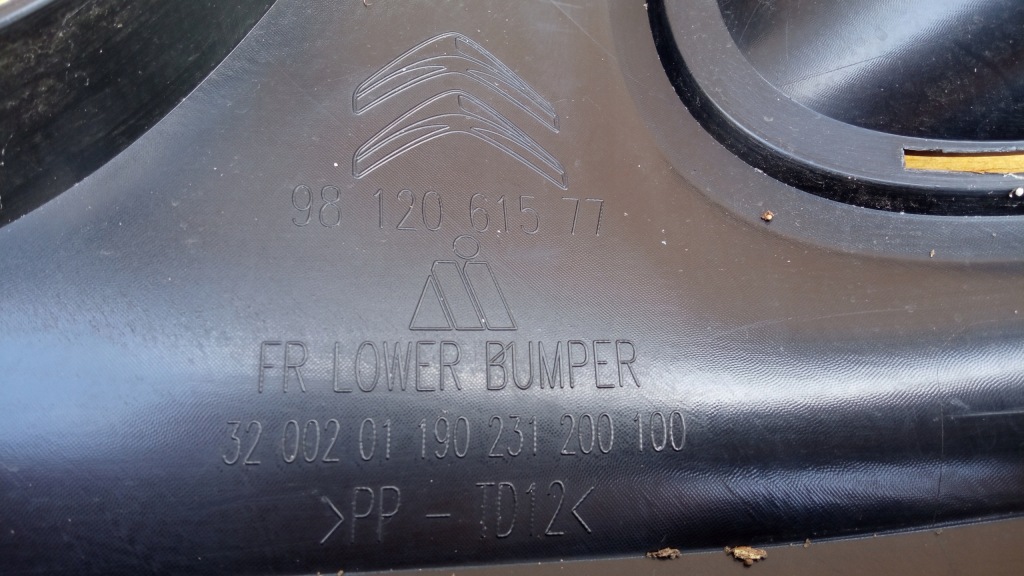 98 120 615 77
FR LOWER BUMPER
32 002 01 190 231 200 100
>PP - TD12<